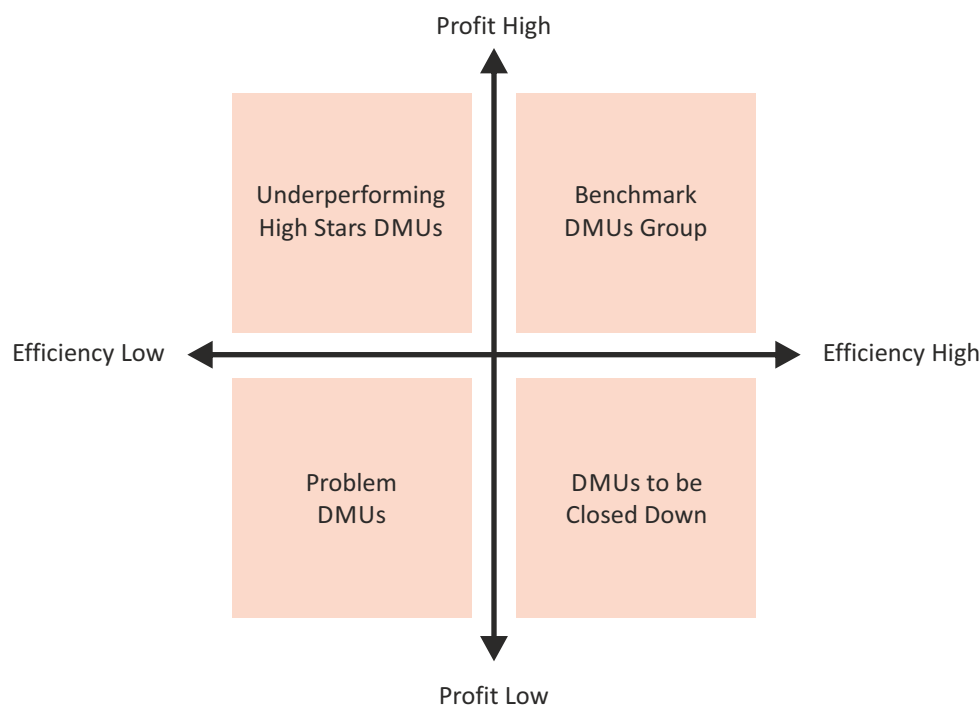 Profit High
Underperforming
High Stars DMUs
Benchmark
DMUs Group
Efficiency Low
Efficiency High
Problem
DMUs
DMUs to be
Closed Down
Profit Low